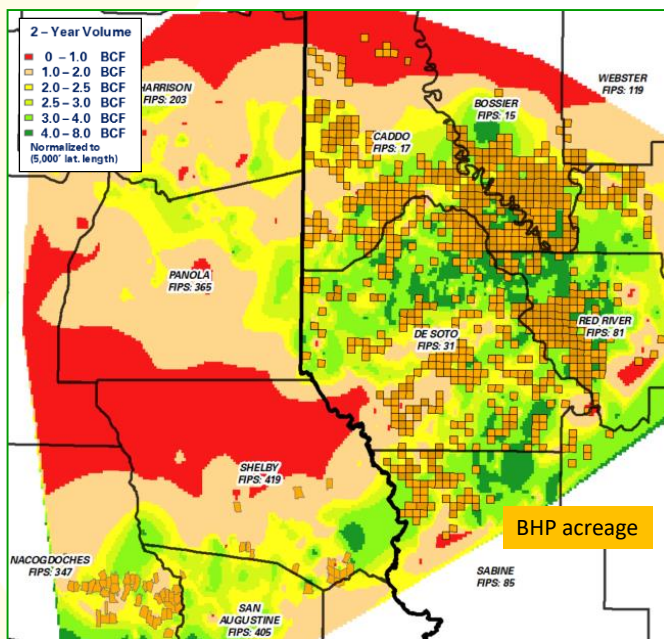 2 – Year Volume
0 – 1.0 BCF
1.0 – 2.0 BCF
2.0 – 2.5 BCF
2.5 – 3.0 BCF
3.0 – 4.0 BCF
4.0 – 8.0 BCF
Normalized to
(5,000' lat. length)
HARRISON
FIPS: 203
WEBSTER
FIPS: 119
BOSSIER
FIPS: 15
CADDO
FIPS: 17
PANOLA
FIPS: 365
RED RIVER
FIPS: 81
DE SOTO
FIPS: 31
SHELBY
FIPS: 419
BHP acreage
NACOGDOCHES
FIPS: 347
SABINE
FIPS: 85
SAN
AUGUSTINE
FIPS: 405